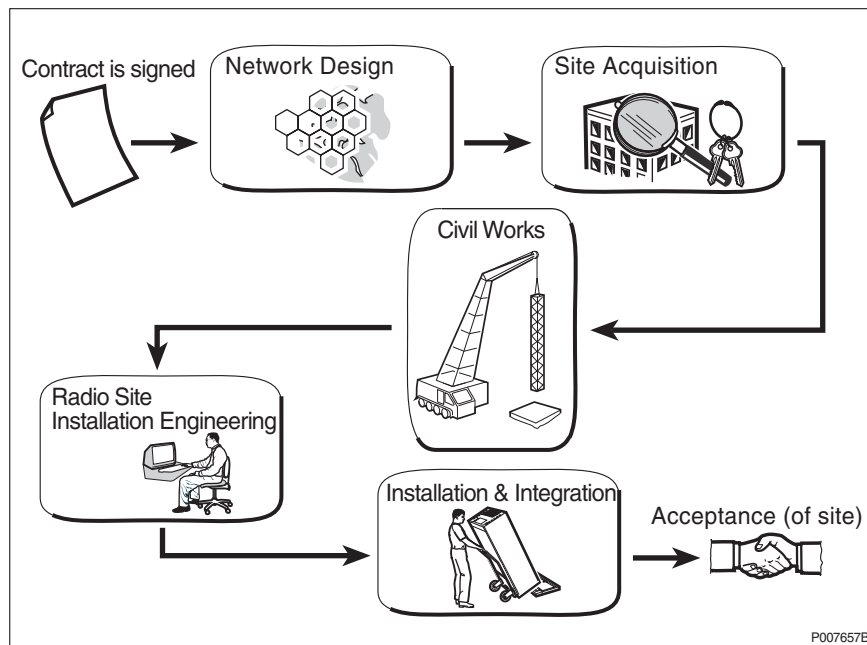 Contract is signed
Network Design
Site Acquisition
Civil Works
Radio Site
Installation Engineering
Installation & Integration
Acceptance (of site)
P007657B